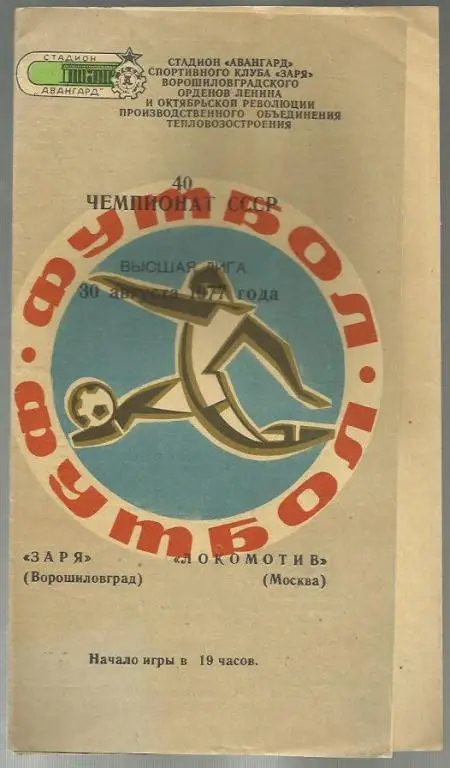 СТАДИОН
"АВАНГАРД"
СТАДИОН «АВАНГАРД»
СПОРТИВНОГО КЛУБА «ЗАРЯ»
ВОРОШИЛОВГРАДСКОГО
ОРДЕНОВ ЛЕНИНА
И ОКТЯБРЬСКОЙ РЕВОЛЮЦИИ
ПРОИЗВОДСТВЕННОГО ОБЪЕДИНЕНИЯ
ТЕПЛОВОЗОСТРОЕНИЯ
40
ЧЕМПИОНАТ СССР
ВЫСШАЯ ЛИГА
30 августа 1977 года
ФУТБОЛ · ФУТБОЛ ·
«ЗАРЯ» «ЛОКОМОТИВ»
(Ворошиловград) (Москва)
Начало игры в 19 часов.